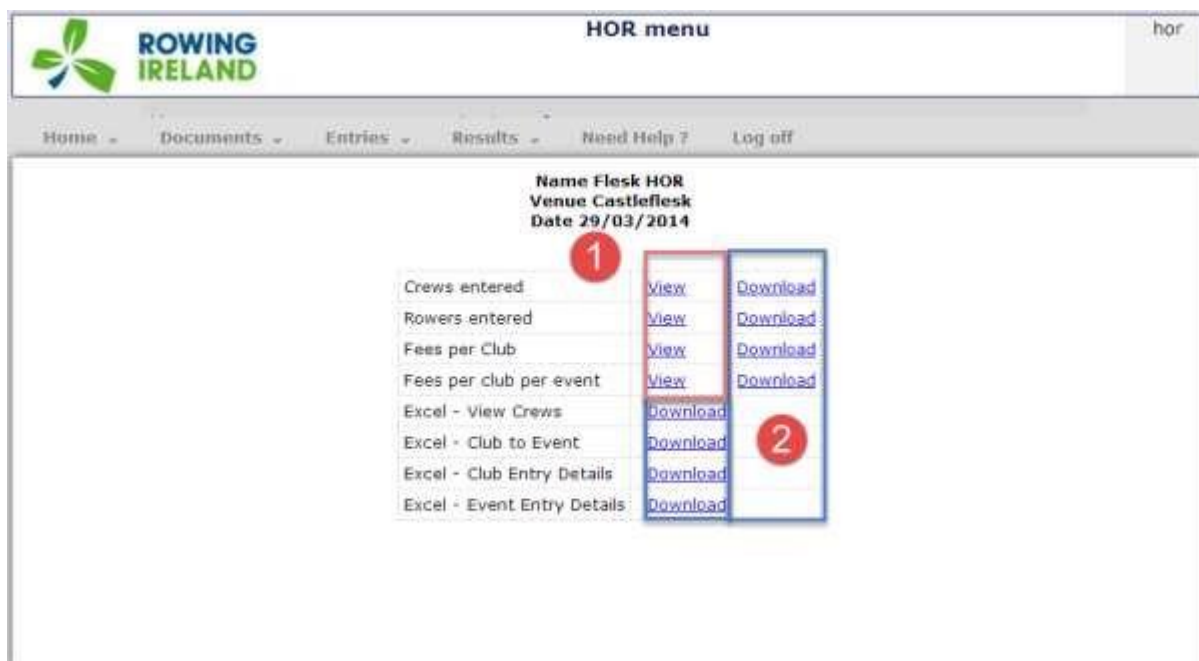 ROWING
IRELAND
HOR menu
hor
Home
Documents
Entries
Results
Need Help ?
Log off
Name Flesk HOR
Venue Castleflesk
Date 29/03/2014
1
Crews entered View Download
Rowers entered View Download
Fees per Club View Download
Fees per club per event View Download
Excel - View Crews Download
Excel - Club to Event Download
2
Excel - Club Entry Details Download
Excel - Event Entry Details Download